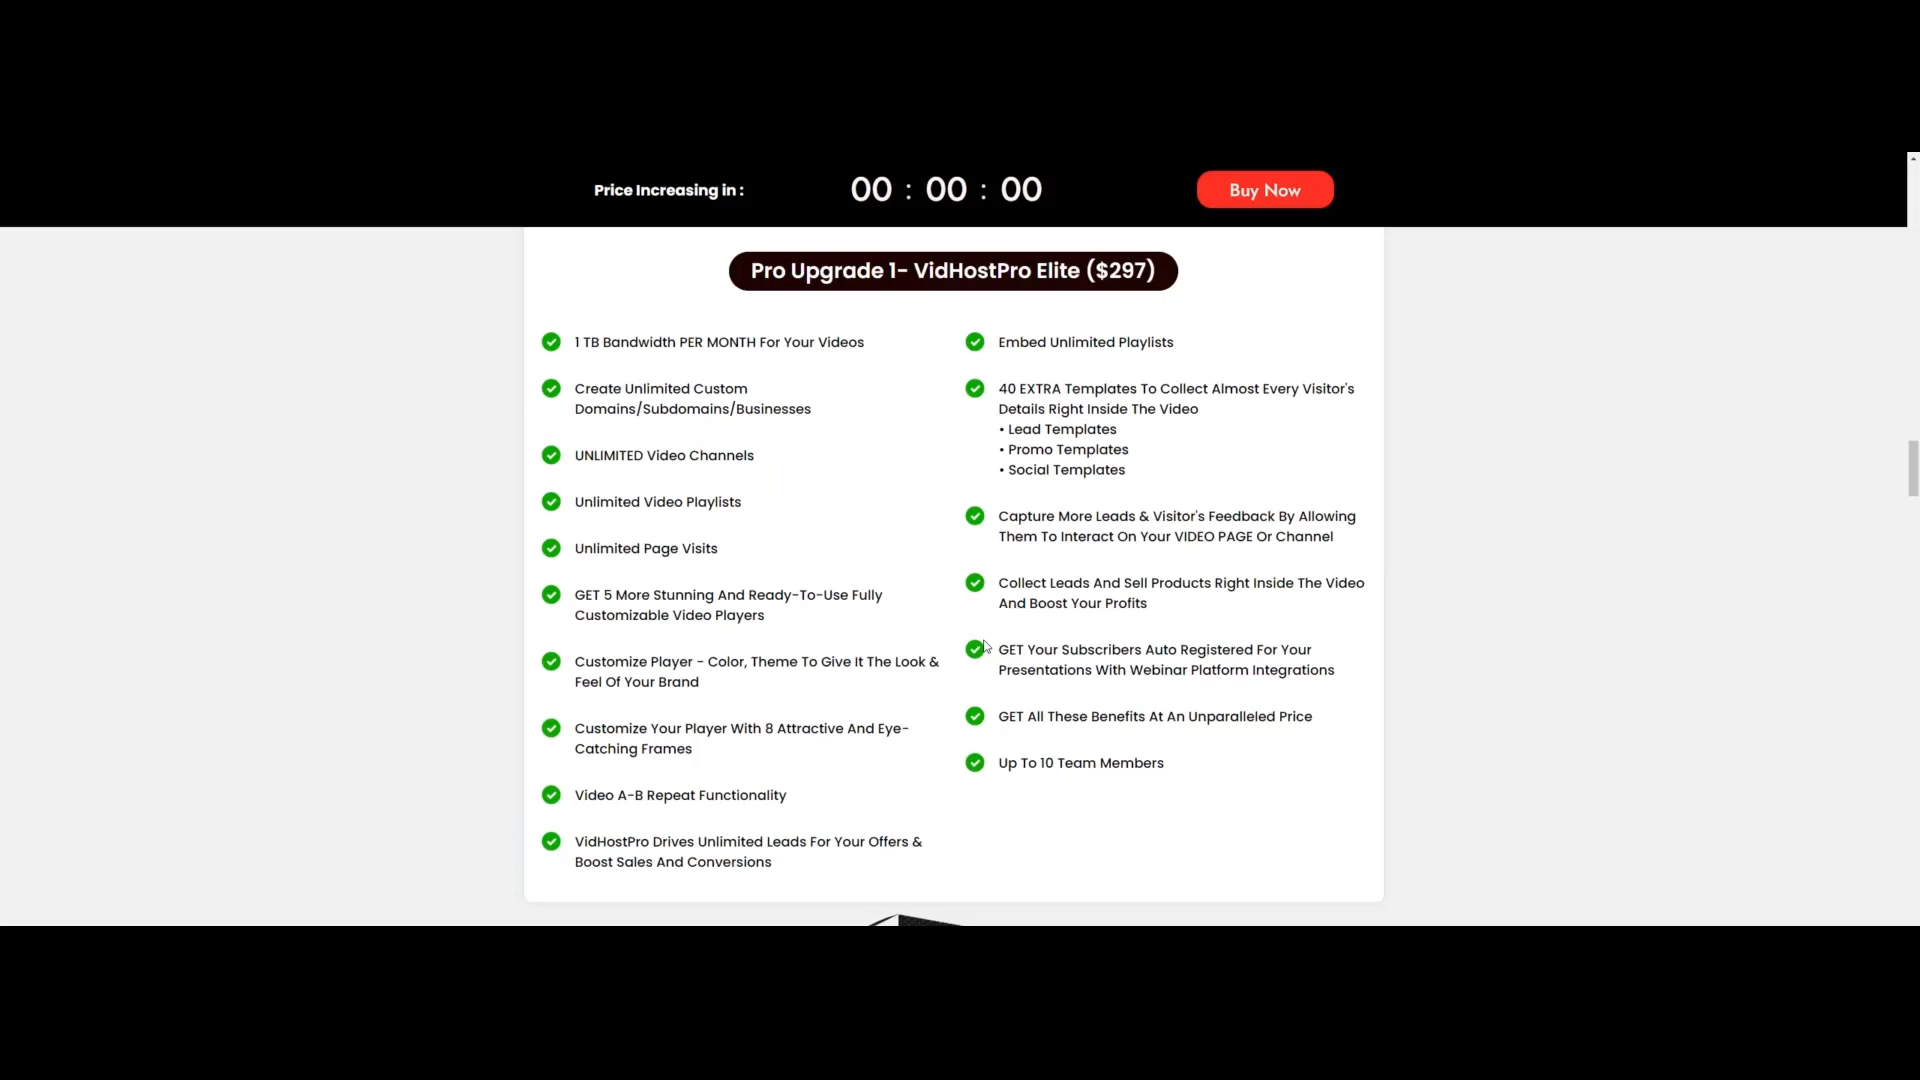 Price Increasing in :
00 : 00 : 00
Buy Now
Pro Upgrade 1- VidHostPro Elite ($297)
1 TB Bandwidth PER MONTH For Your Videos
Create Unlimited Custom
Domains/Subdomains/Businesses
UNLIMITED Video Channels
Unlimited Video Playlists
Unlimited Page Visits
GET 5 More Stunning And Ready-To-Use Fully
Customizable Video Players
Customize Player - Color, Theme To Give It The Look &
Feel Of Your Brand
Customize Your Player With 8 Attractive And Eye-
Catching Frames
Video A-B Repeat Functionality
VidHostPro Drives Unlimited Leads For Your Offers &
Boost Sales And Conversions
Embed Unlimited Playlists
40 EXTRA Templates To Collect Almost Every Visitor's
Details Right Inside The Video
• Lead Templates
• Promo Templates
• Social Templates
Capture More Leads & Visitor's Feedback By Allowing
Them To Interact On Your VIDEO PAGE Or Channel
Collect Leads And Sell Products Right Inside The Video
And Boost Your Profits
GET Your Subscribers Auto Registered For Your
Presentations With Webinar Platform Integrations
GET All These Benefits At An Unparalleled Price
Up To 10 Team Members